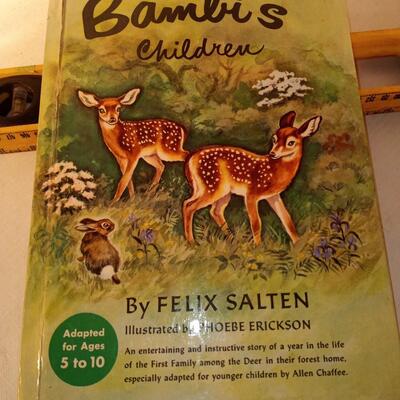 Bambi's
Children
By FELIX SALTEN
Illustrated by PHOEBE ERICKSON
Adapted
for Ages
5 to 10
An entertaining and instructive story of a year in the life
of the First Family among the Deer in their forest home,
especially adapted for younger children by Allen Chaffee.